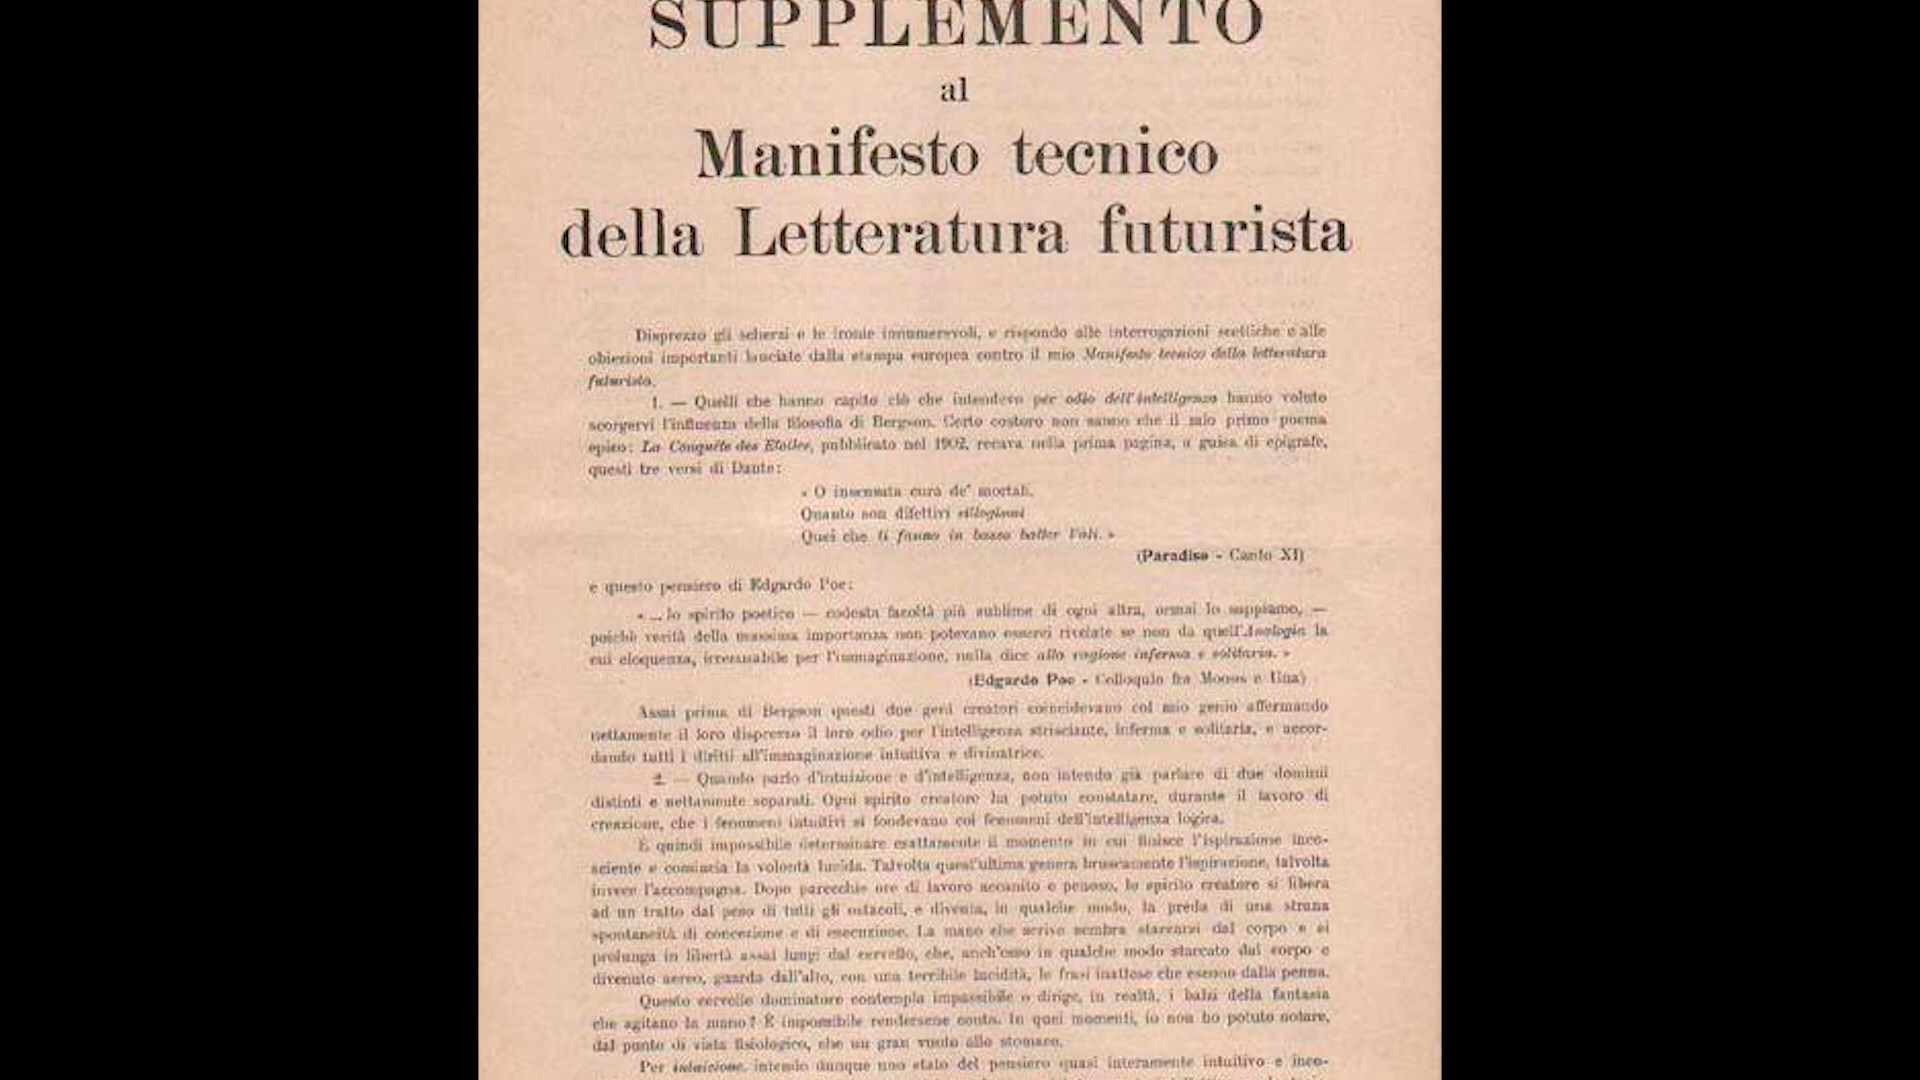 SUPPLEMENTO
al
Manifesto tecnico
della Letteratura futurista
Disprezzo gli scherzi e le ironie innumerevoli, e rispondo alle interrogazioni scettiche e alle
obiezioni importanti lanciate dalla stampa europea contro il mio Manifesto tecnico della letteratura
futurista.
1. — Quelli che hanno capito ciò che intendevo per odio dell'intelligenza hanno voluto
scorgervi l'influenza della filosofia di Bergson. Certo costoro non sanno che il mio primo poema
epico: La Conquête des Etoiles, pubblicato nel 1902, recava nella prima pagina, a guisa di epigrafe,
questi tre versi di Dante:
« O insensata cura de' mortali,
Quanto son difettivi sillogismi
Quei che ti fanno in basso batter l'ali. »
(Paradiso - Canto XI)
e questo pensiero di Edgardo Poe:
« ... lo spirito poetico — codesta facoltà più sublime di ogni altra, ormai lo sappiamo, —
poichè verità della massima importanza non potevano esserci rivelate se non da quell'Analogia la
cui eloquenza, irrecusabile per l'immaginazione, nulla dice alla ragione inferma e solitaria. »
(Edgardo Poe - Colloquio fra Monos e Una)
Assai prima di Bergson questi due geni creatori coincidevano col mio genio affermando
nettamente il loro disprezzo il loro odio per l'intelligenza strisciante, inferma e solitaria, e accor-
dando tutti i diritti all'immaginazione intuitiva e divinatrice.
2. — Quando parlo d'intuizione e d'intelligenza, non intendo già parlare di due dominii
distinti e nettamente separati. Ogni spirito creatore ha potuto constatare, durante il lavoro di
creazione, che i fenomeni intuitivi si fondevano coi fenomeni dell'intelligenza logica.
È quindi impossibile determinare esattamente il momento in cui finisce l'ispirazione inco-
sciente e comincia la volontà lucida. Talvolta quest'ultima genera bruscamente l'ispirazione, talvolta
invece l'accompagna. Dopo parecchie ore di lavoro accanito e penoso, lo spirito creatore si libera
ad un tratto dal peso di tutti gli ostacoli, e diventa, in qualche modo, la preda di una strana
spontaneità di concezione e di esecuzione. La mano che scrive sembra staccarsi dal corpo e si
prolunga in libertà assai lungi dal cervello, che, anch'esso in qualche modo staccato dal corpo e
divenuto aereo, guarda dall'alto, con una terribile lucidità, le frasi inattese che escono dalla penna.
Questo cervello dominatore contempla impassibile o dirige, in realtà, i balzi della fantasia
che agitano la mano? È impossibile rendersene conto. In quei momenti, io non ho potuto notare,
dal punto di vista fisiologico, che un gran vuoto allo stomaco.
Per intuizione, intendo dunque uno stato del pensiero quasi interamente intuitivo e inco-